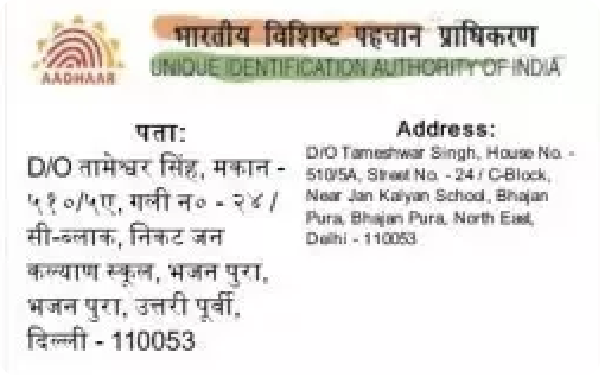 भारतीय विशिष्ट पहचान प्राधिकरण
AADHAAR
UNIQUE IDENTIFICATION AUTHORITY OF INDIA
पता:
D/O तामेश्वर सिंह, मकान -
५१०/५ए, गली न० - २४ /
सी-ब्लाक, निकट जन
कल्याण स्कूल, भजन पुरा,
भजन पुरा, उत्तरी पूर्वी,
दिल्ली - 110053
Address:
D/O Tameshwar Singh, House No. -
510/5A, Street No. - 24 / C-Block,
Near Jan Kalyan School, Bhajan
Pura, Bhajan Pura, North East,
Delhi - 110053